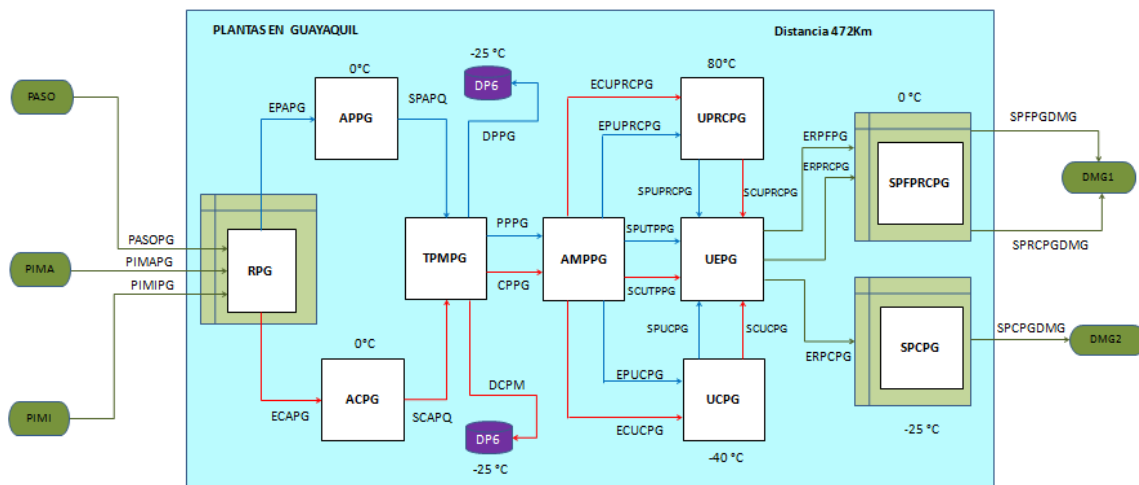 PLANTAS EN GUAYAQUIL
Distancia 472Km
-25 °C
0°C
80°C
DP6
ECUPRCPG
PASO
EPAPG
SPAPQ
APPG
UPRCPG
0 °C
DPPG
EPUPRCPG
SPFPGDMG
ERPFPG
ERPRCPG
SPFPRCPG
DMG1
SPUPRCPG
SCUPRCPG
PASOPG
PPPG
SPUTPPG
SPRCPGDMG
PIMA
PIMAPG
RPG
TPMPG
AMPPG
UEPG
CPPG
SCUTPPG
PIMIPG
SPUCPG
SCUCPG
SPCPGDMG
DMG2
0°C
ERPCPG
SPCPG
DCPM
EPUCPG
ACPG
UCPG
PIMI
ECAPG
SCAPQ
ECUCPG
DP6
-25 °C
-25 °C
-40 °C